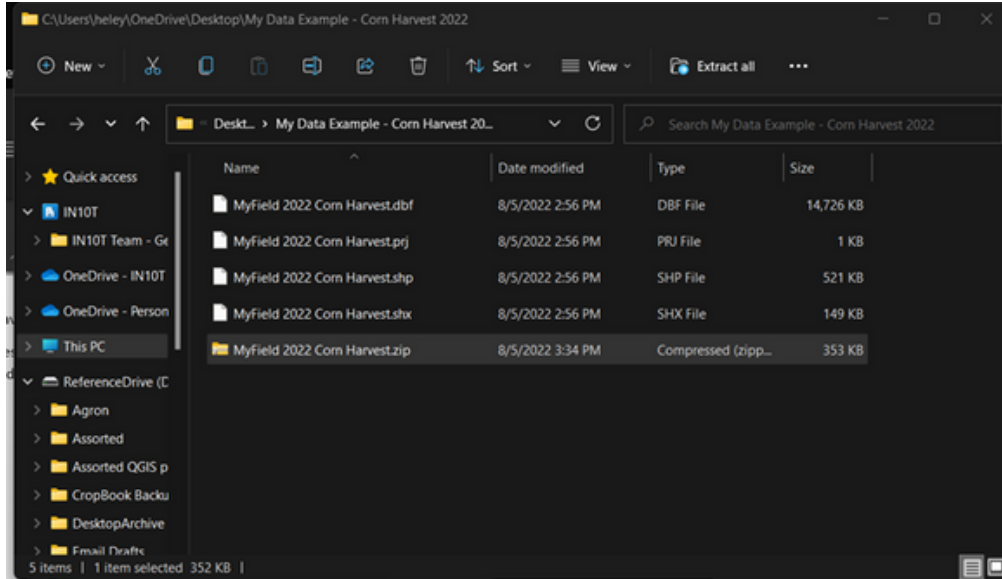 C:\Users\heley\OneDrive\Desktop\My Data Example - Corn Harvest 2022
New
Sort
View
Extract all
Deskt... My Data Example - Corn Harvest 20...
Search My Data Example - Corn Harvest 2022
Name Date modified Type Size
Quick access
IN10T
IN10T Team - Ge
OneDrive - IN10T
OneDrive - Person
This PC
ReferenceDrive (D
Agron
Assorted
Assorted QGIS p
CropBook Backu
DesktopArchive
Email Drafts
MyField 2022 Corn Harvest.dbf 8/5/2022 2:56 PM DBF File 14,726 KB
MyField 2022 Corn Harvest.prj 8/5/2022 2:56 PM PRJ File 1 KB
MyField 2022 Corn Harvest.shp 8/5/2022 2:56 PM SHP File 521 KB
MyField 2022 Corn Harvest.shx 8/5/2022 2:56 PM SHX File 149 KB
MyField 2022 Corn Harvest.zip 8/5/2022 3:34 PM Compressed (zipp... 353 KB
5 items | 1 item selected 352 KB |